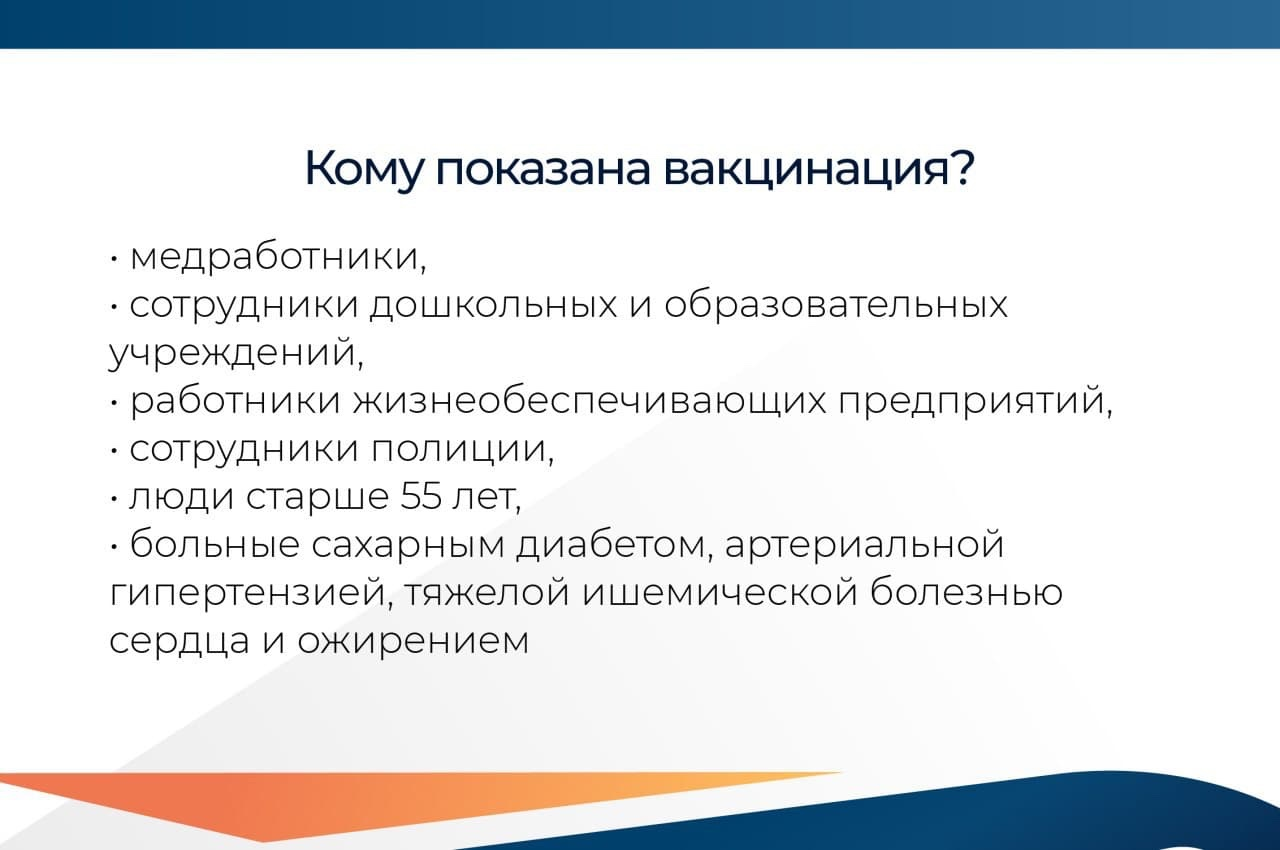 Кому показана вакцинация?
• медработники,
• сотрудники дошкольных и образовательных
учреждений,
• работники жизнеобеспечивающих предприятий,
• сотрудники полиции,
• люди старше 55 лет,
• больные сахарным диабетом, артериальной
гипертензией, тяжелой ишемической болезнью
сердца и ожирением